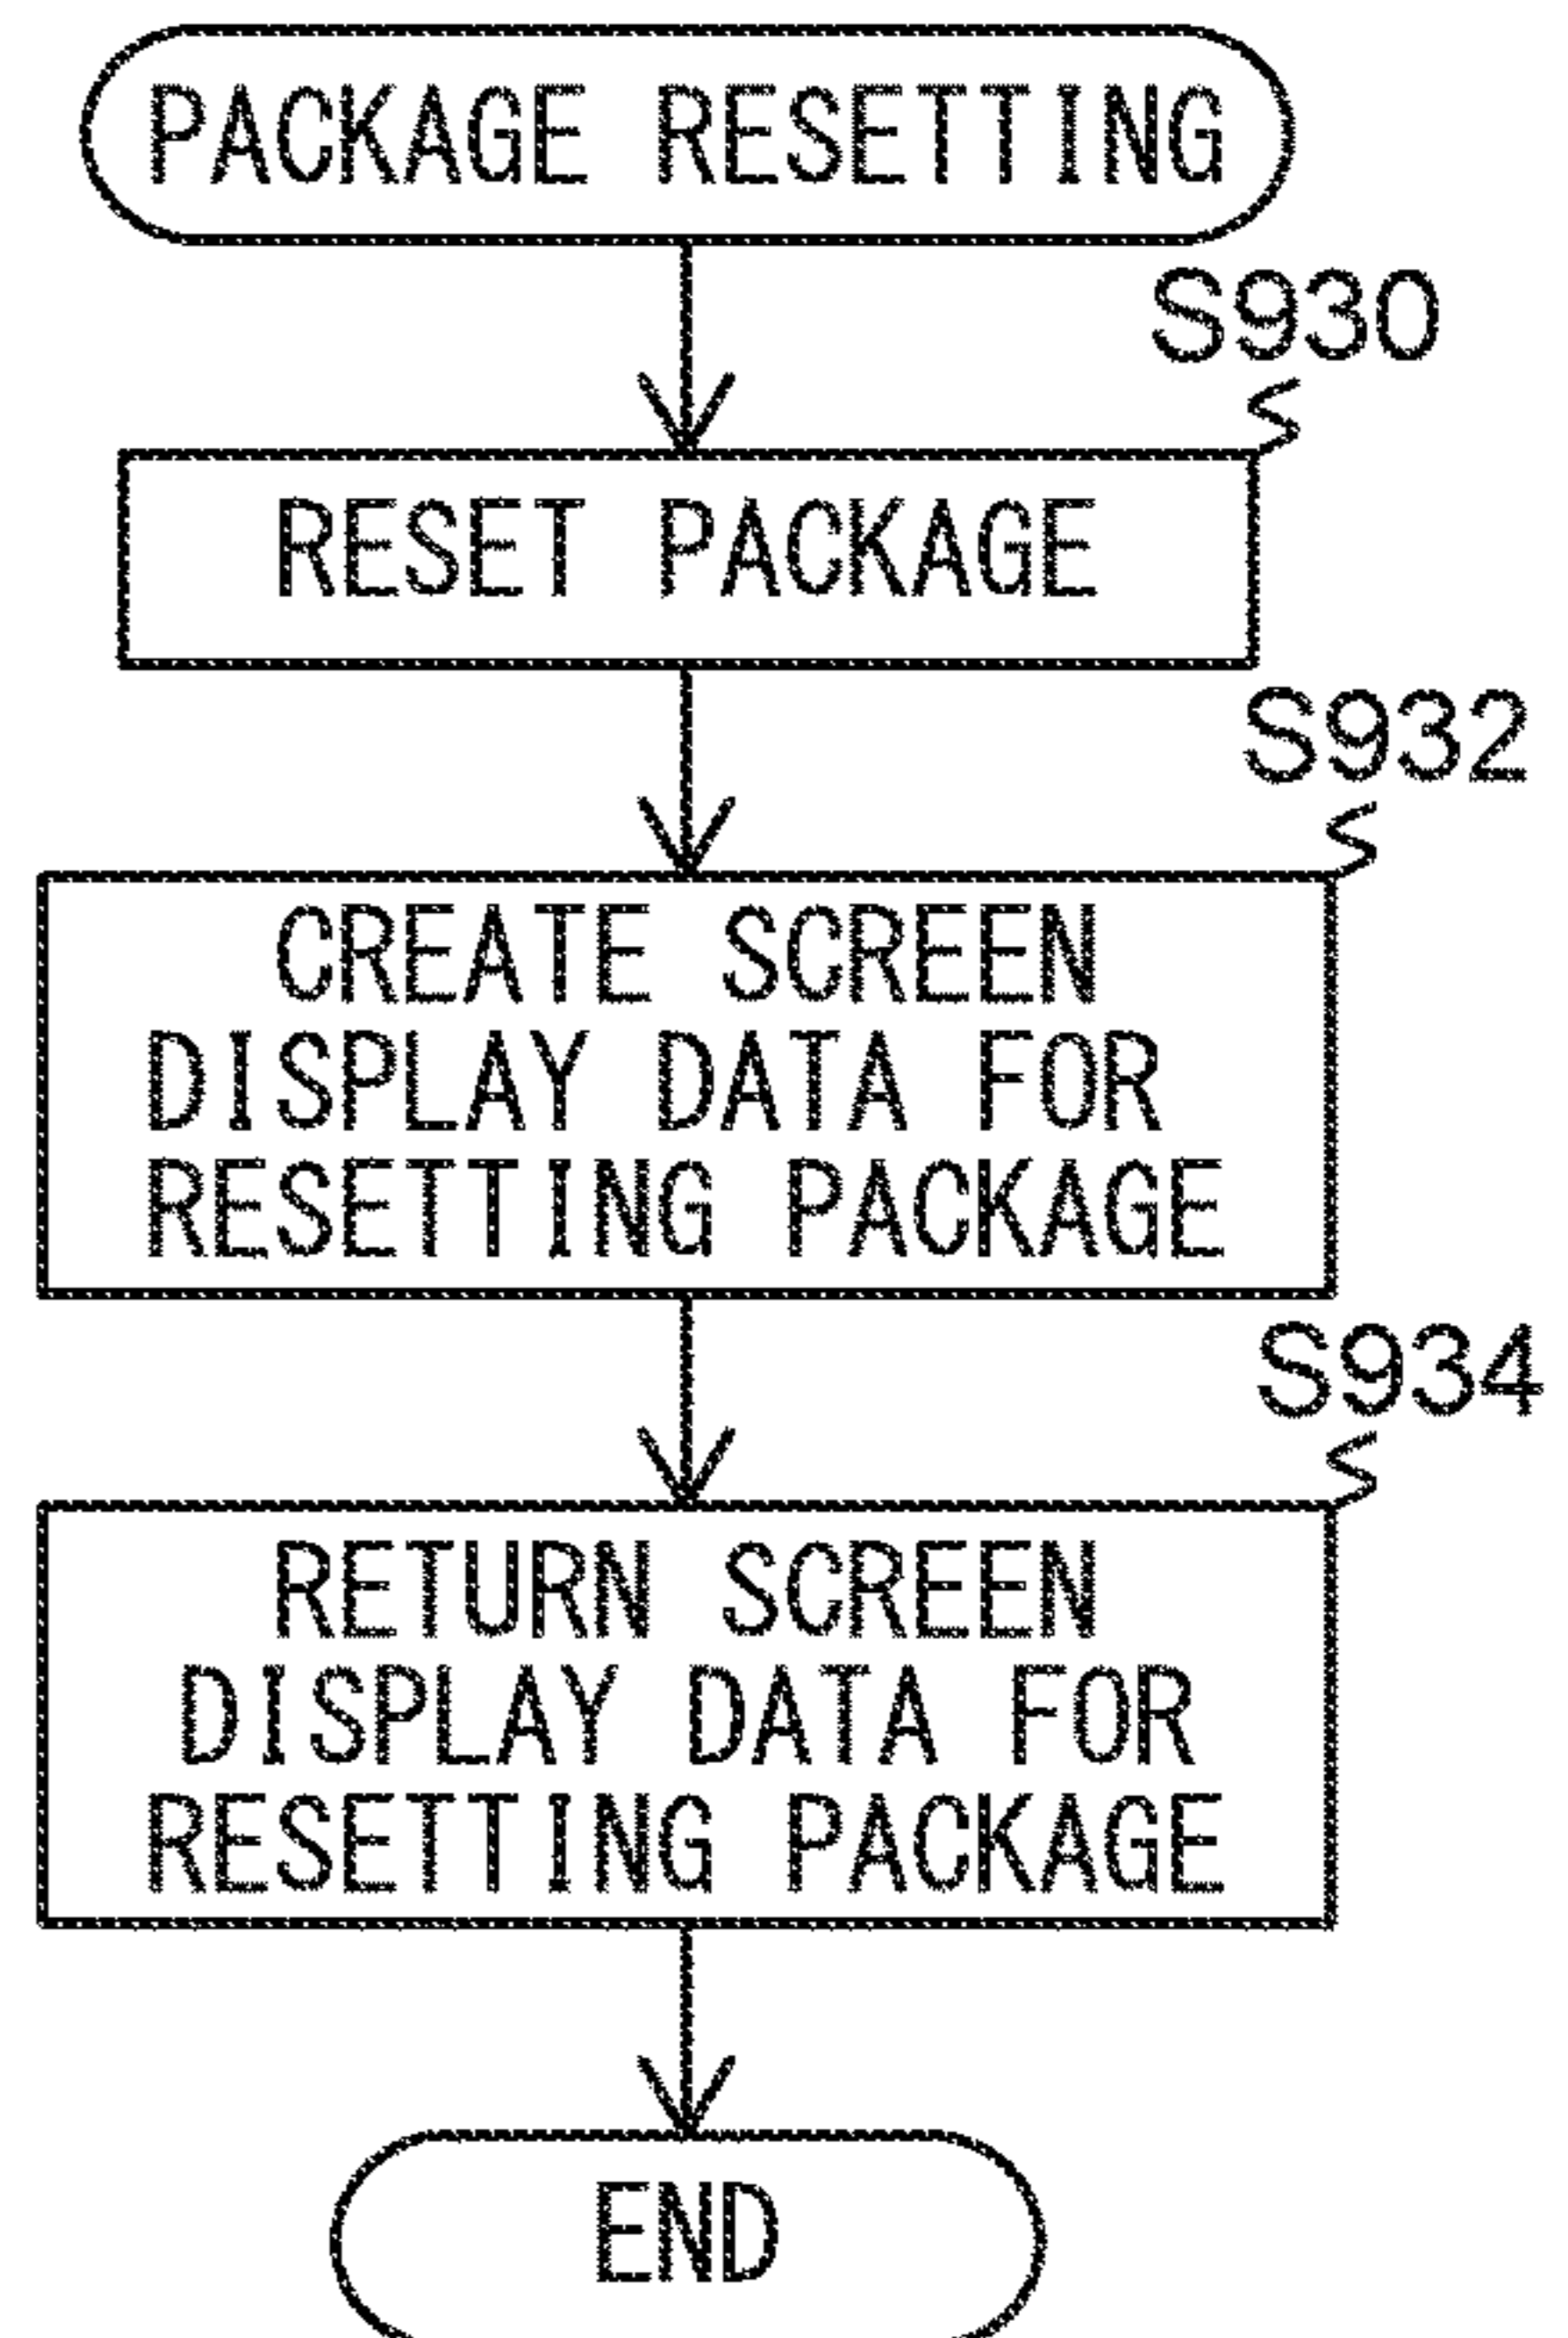 PACKAGE RESETTING
S930
RESET PACKAGE
S932
CREATE SCREEN
DISPLAY DATA FOR
RESETTING PACKAGE
S934
RETURN SCREEN
DISPLAY DATA FOR
RESETTING PACKAGE
END